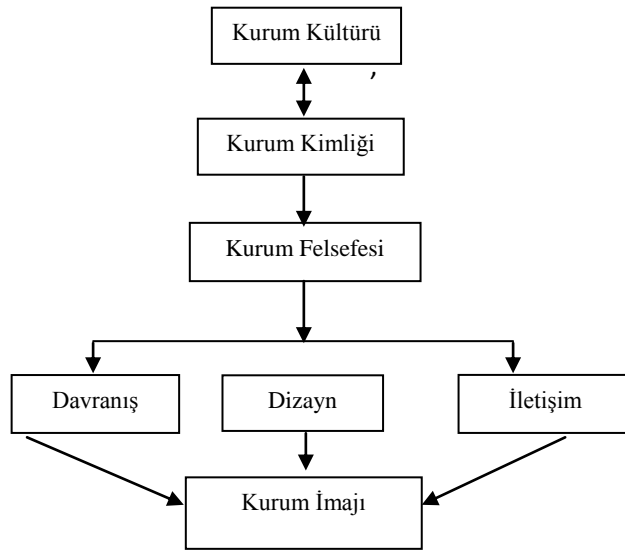 Kurum Kültürü
,
Kurum Kimliği
Kurum Felsefesi
Davranış
Dizayn
İletişim
Kurum İmajı